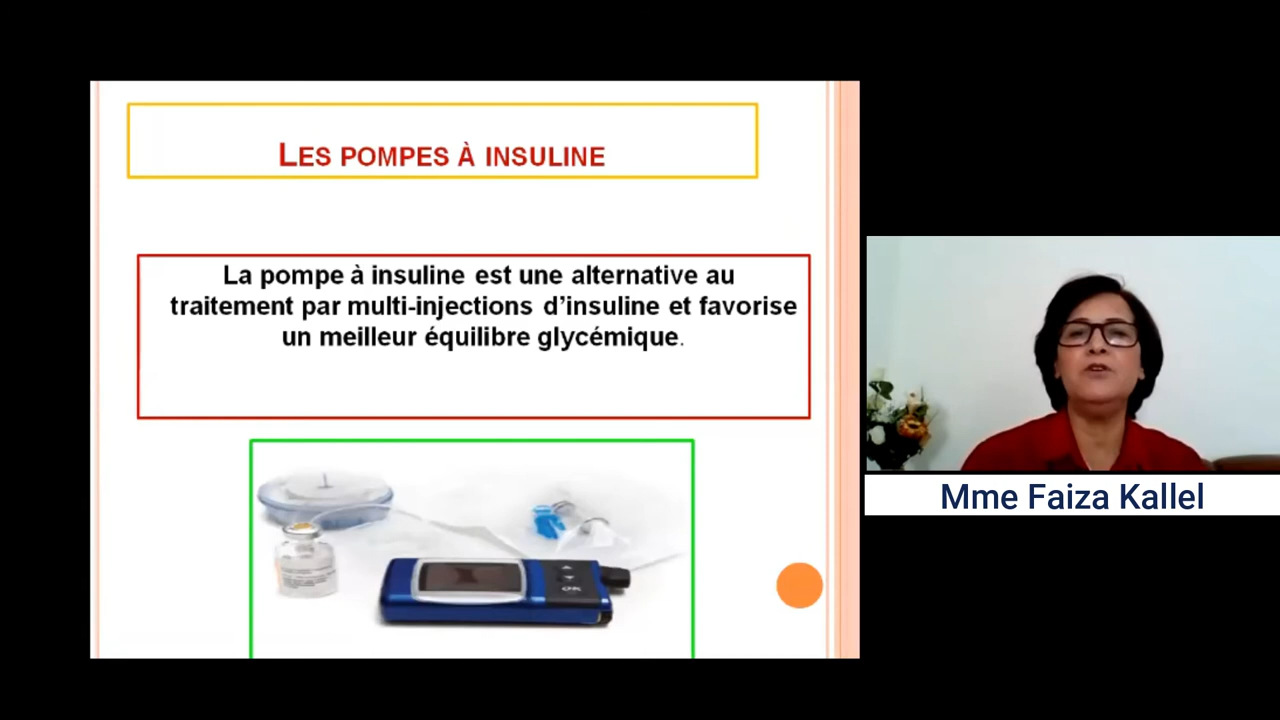 LES POMPES À INSULINE
La pompe à insuline est une alternative au
traitement par multi-injections d’insuline et favorise
un meilleur équilibre glycémique.
OK
Mme Faiza Kallel